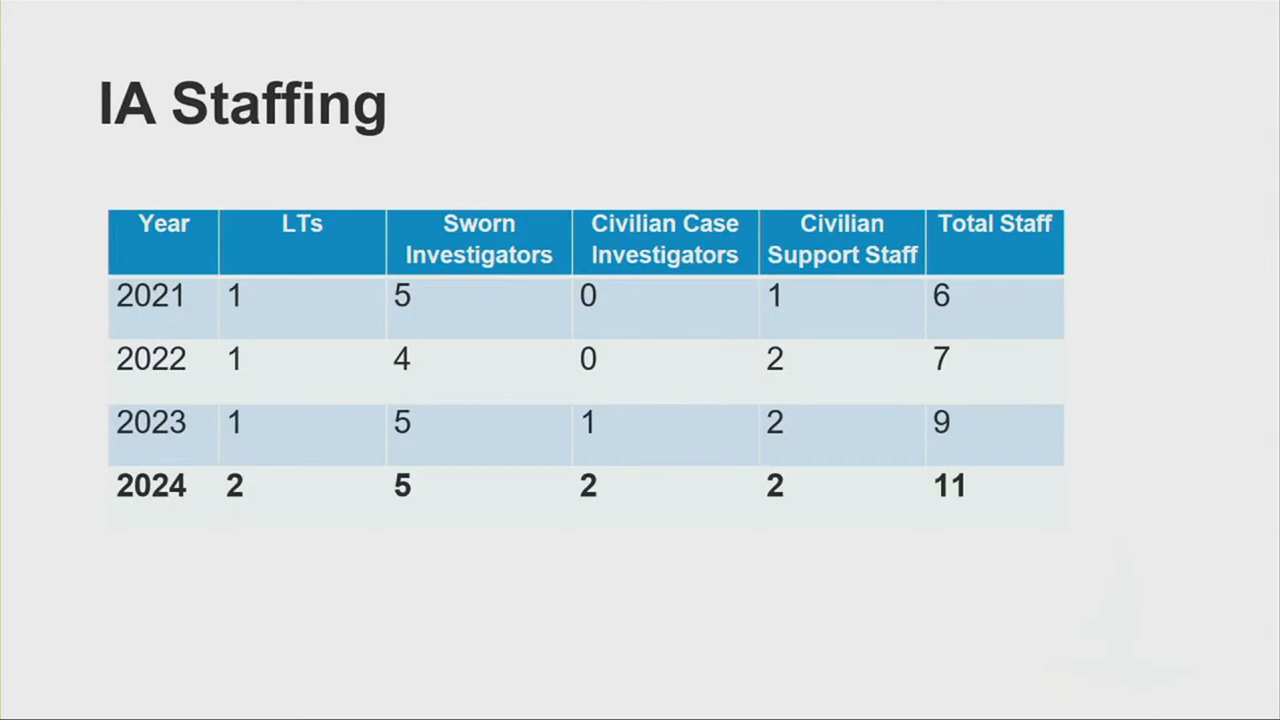 IA Staffing
Year LTs Sworn Investigators Civilian Case Investigators Civilian Support Staff Total Staff
2021 1 5 0 1 6
2022 1 4 0 2 7
2023 1 5 1 2 9
2024 2 5 2 2 11